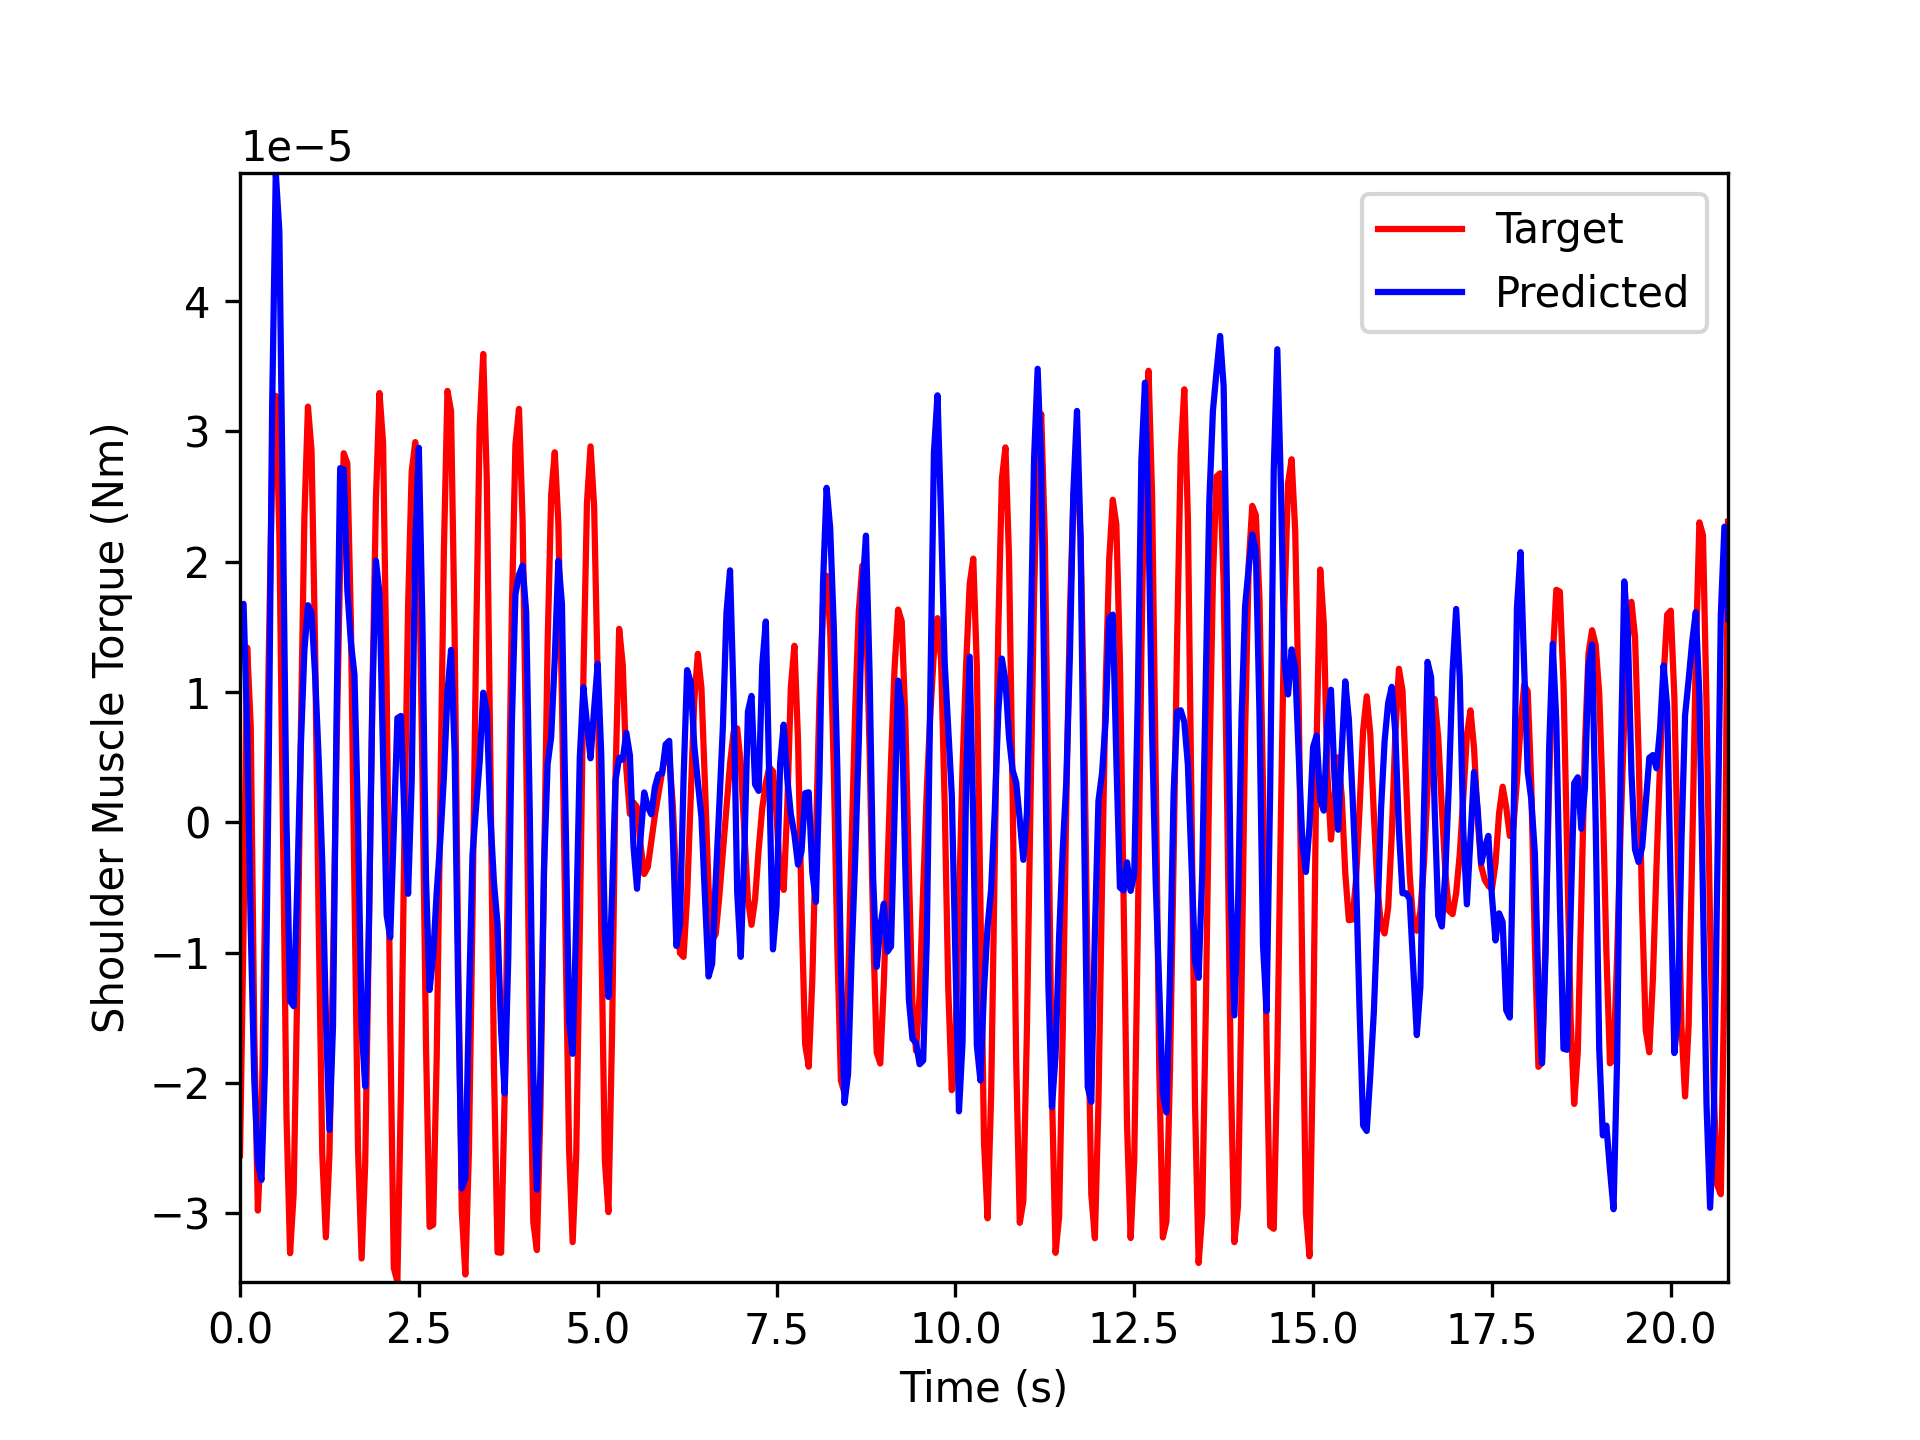 1e−5
Target
Predicted
4
3
2
1
0
−1
−2
−3
Shoulder Muscle Torque (Nm)
0.0 2.5 5.0 7.5 10.0 12.5 15.0 17.5 20.0
Time (s)